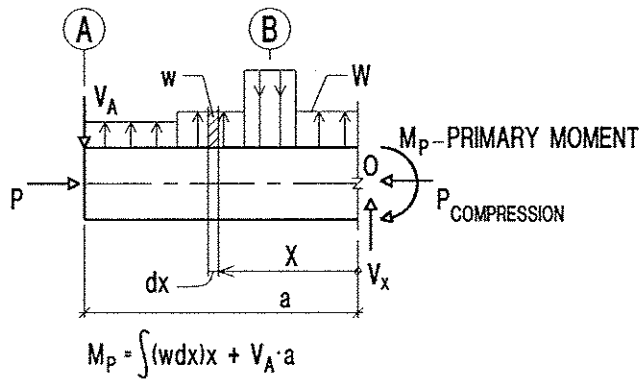 A
B
w
W
V_A
M_P-PRIMARY MOMENT
O
P
P_COMPRESSION
X
V_x
dx
a
M_P = ∫(wdx)x + V_A·a